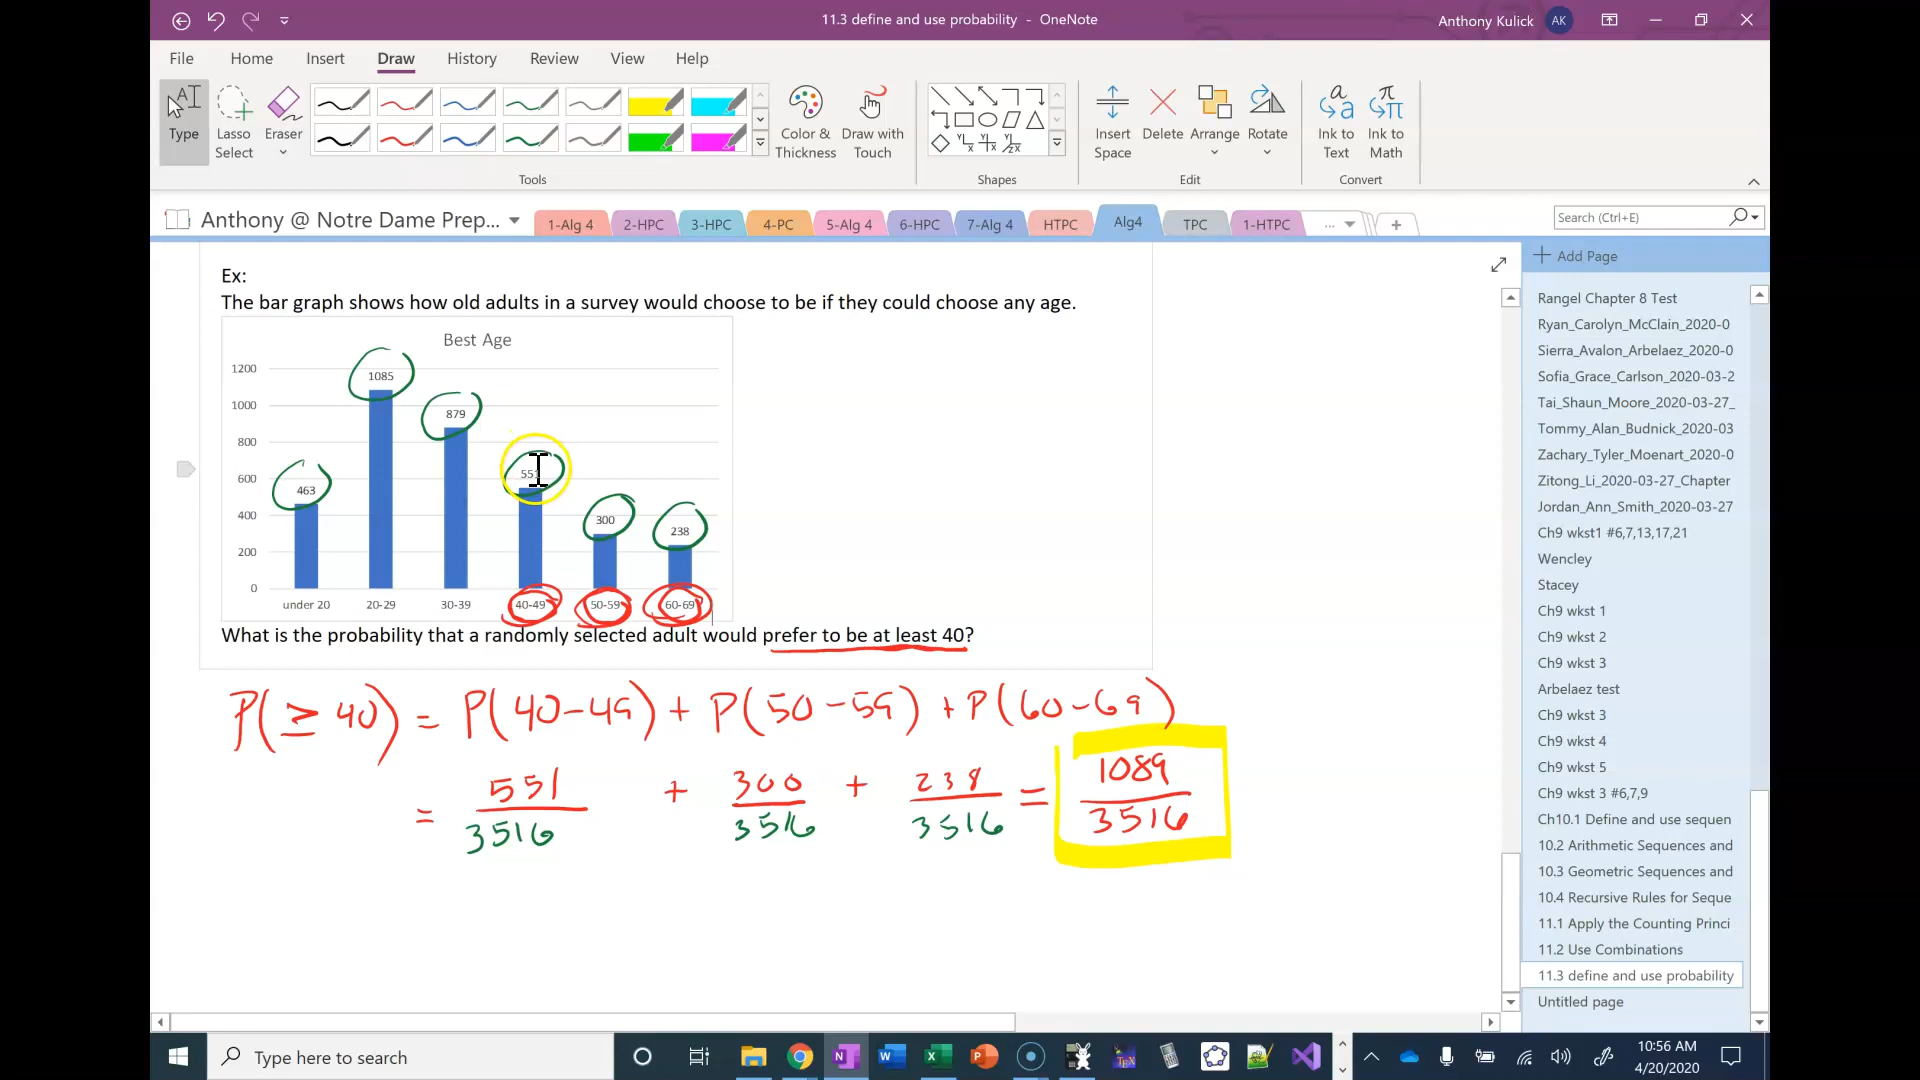 11.3 define and use probability - OneNote
Anthony Kulick AK
File Home Insert Draw History Review View Help
Type
Lasso Select
Eraser
Color & Thickness
Draw with Touch
Insert Space
Delete
Arrange
Rotate
Ink to Text
Ink to Math
Tools Shapes Edit Convert
Anthony @ Notre Dame Prep...
1-Alg 4 2-HPC 3-HPC 4-PC 5-Alg 4 6-HPC 7-Alg 4 HTPC Alg4 TPC 1-HTPC ...
Search (Ctrl+E)
Ex:
The bar graph shows how old adults in a survey would choose to be if they could choose any age.
Best Age
1200
1000
800
600
400
200
0
463 1085 879 551 300 238
under 20 20-29 30-39 40-49 50-59 60-69
What is the probability that a randomly selected adult would prefer to be at least 40?
P(≥ 40) = P(40-49) + P(50-59) + P(60-69)
= 551/3516 + 300/3516 + 238/3516 = 1089/3516
Add Page
Rangel Chapter 8 Test
Ryan_Carolyn_McClain_2020-0
Sierra_Avalon_Arbelaez_2020-0
Sofia_Grace_Carlson_2020-03-2
Tai_Shaun_Moore_2020-03-27_
Tommy_Alan_Budnick_2020-03
Zachary_Tyler_Moenart_2020-0
Zitong_Li_2020-03-27_Chapter
Jordan_Ann_Smith_2020-03-27
Ch9 wkst1 #6,7,13,17,21
Wencley
Stacey
Ch9 wkst 1
Ch9 wkst 2
Ch9 wkst 3
Arbelaez test
Ch9 wkst 3
Ch9 wkst 4
Ch9 wkst 5
Ch9 wkst 3 #6,7,9
Ch10.1 Define and use sequen
10.2 Arithmetic Sequences and
10.3 Geometric Sequences and
10.4 Recursive Rules for Seque
11.1 Apply the Counting Princi
11.2 Use Combinations
11.3 define and use probability
Untitled page
Type here to search
10:56 AM
4/20/2020